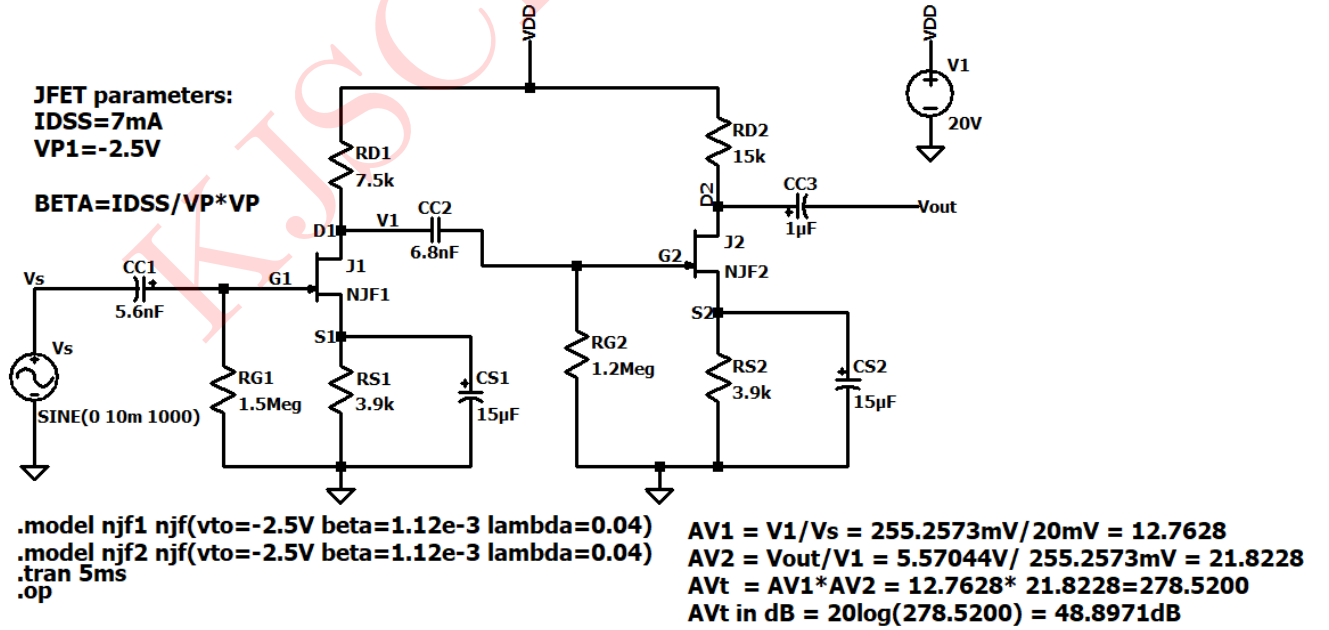 VDD
VDD
V1
20V
JFET parameters:
IDSS=7mA
VP1=-2.5V
BETA=IDSS/VP*VP
RD1
7.5k
RD2
15k
D2
CC3
1µF
Vout
D1
V1
CC2
6.8nF
J1
NJF1
G2
J2
NJF2
Vs
CC1
5.6nF
G1
S1
S2
Vs
SINE(0 10m 1000)
RG1
1.5Meg
RS1
3.9k
CS1
15µF
RG2
1.2Meg
RS2
3.9k
CS2
15µF
.model njf1 njf(vto=-2.5V beta=1.12e-3 lambda=0.04)
.model njf2 njf(vto=-2.5V beta=1.12e-3 lambda=0.04)
.tran 5ms
.op
AV1 = V1/Vs = 255.2573mV/20mV = 12.7628
AV2 = Vout/V1 = 5.57044V/ 255.2573mV = 21.8228
AVt = AV1*AV2 = 12.7628* 21.8228=278.5200
AVt in dB = 20log(278.5200) = 48.8971dB
KJSC